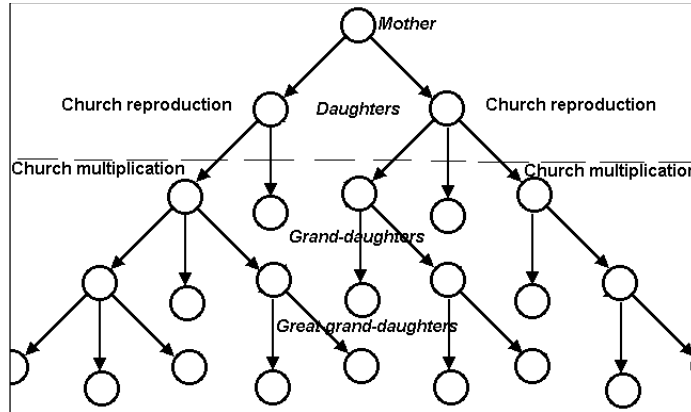 Mother
Church reproduction
Daughters
Church reproduction
Church multiplication
Church multiplication
Grand-daughters
Great grand-daughters